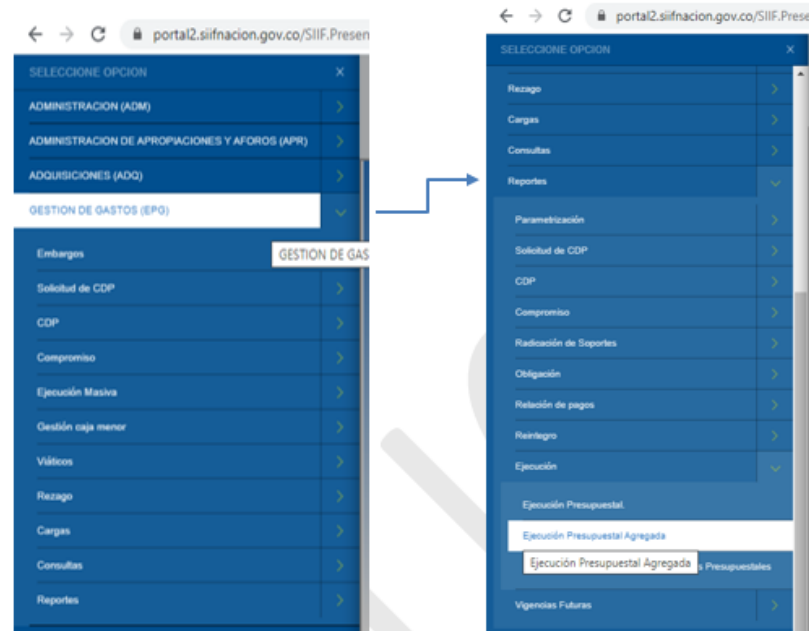 portal2.siifnacion.gov.co/SIIF.Presen
SELECCIONE OPCION
ADMINISTRACION (ADM)
ADMINISTRACION DE APROPIACIONES Y AFOROS (APR)
ADQUISICIONES (ADQ)
GESTION DE GASTOS (EPG)
Embargos
GESTION DE GAS
Solicitud de CDP
CDP
Compromiso
Ejecución Masiva
Gestión caja menor
Viáticos
Rezago
Cargas
Consultas
Reportes
portal2.siifnacion.gov.co/SIIF.Prese
SELECCIONE OPCION
Rezago
Cargas
Consultas
Reportes
Parametrización
Solicitud de CDP
CDP
Compromiso
Radicación de Soportes
Obligación
Relación de pagos
Reintegro
Ejecución
Ejecución Presupuestal.
Ejecución Presupuestal Agregada
Ejecución Presupuestal Agregada
s Presupuestales
Vigencias Futuras